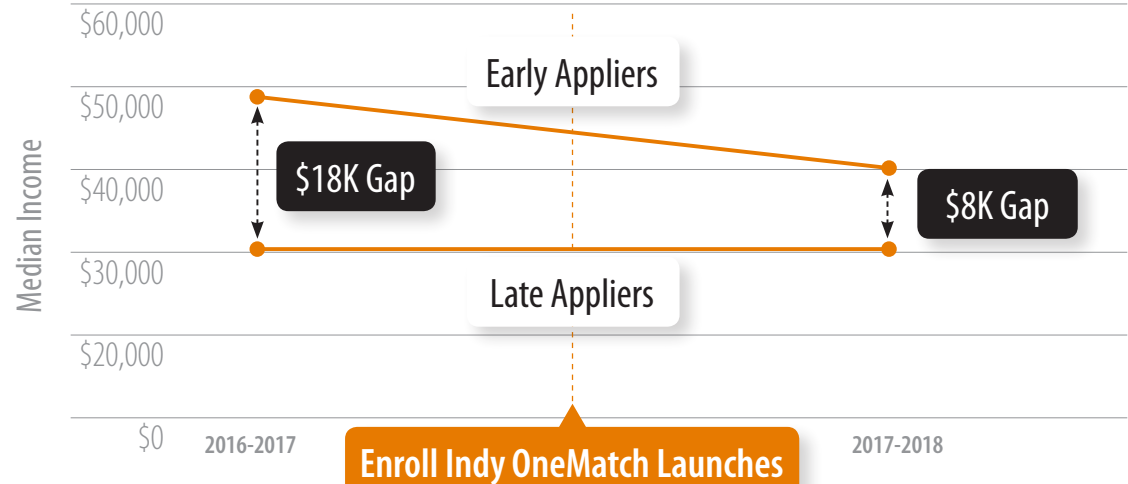 $60,000
Early Appliers
$50,000
$18K Gap
$40,000
$8K Gap
Median Income
$30,000
Late Appliers
$20,000
$0
2016-2017
2017-2018
Enroll Indy OneMatch Launches